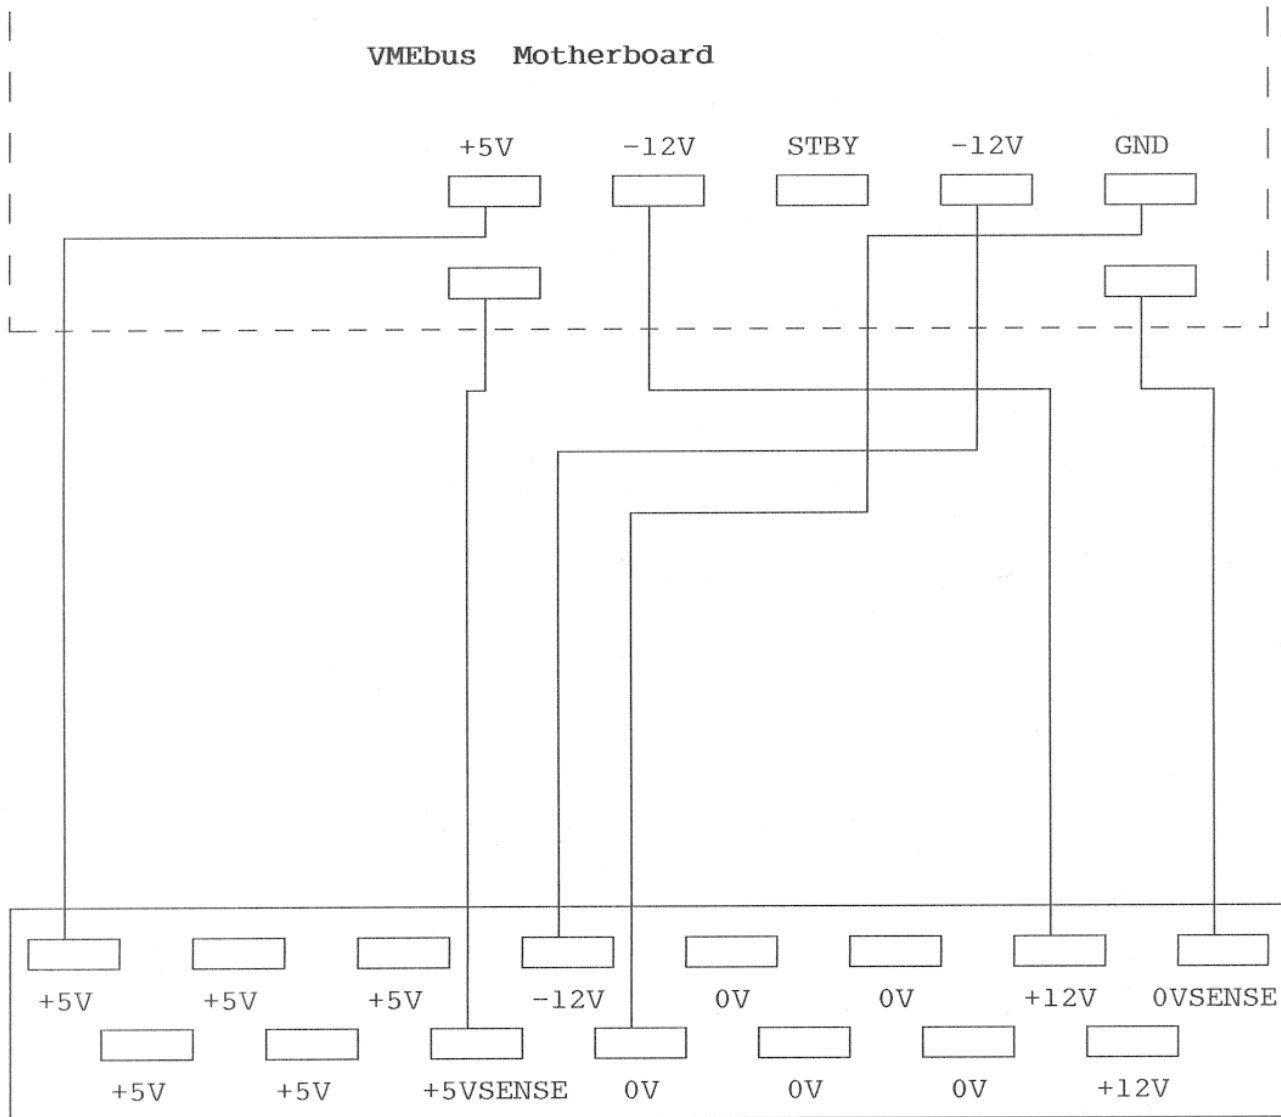 VMEbus Motherboard
+5V -12V STBY -12V GND
+5V +5V +5V -12V 0V 0V +12V 0VSENSE
+5V +5V +5VSENSE 0V 0V 0V +12V